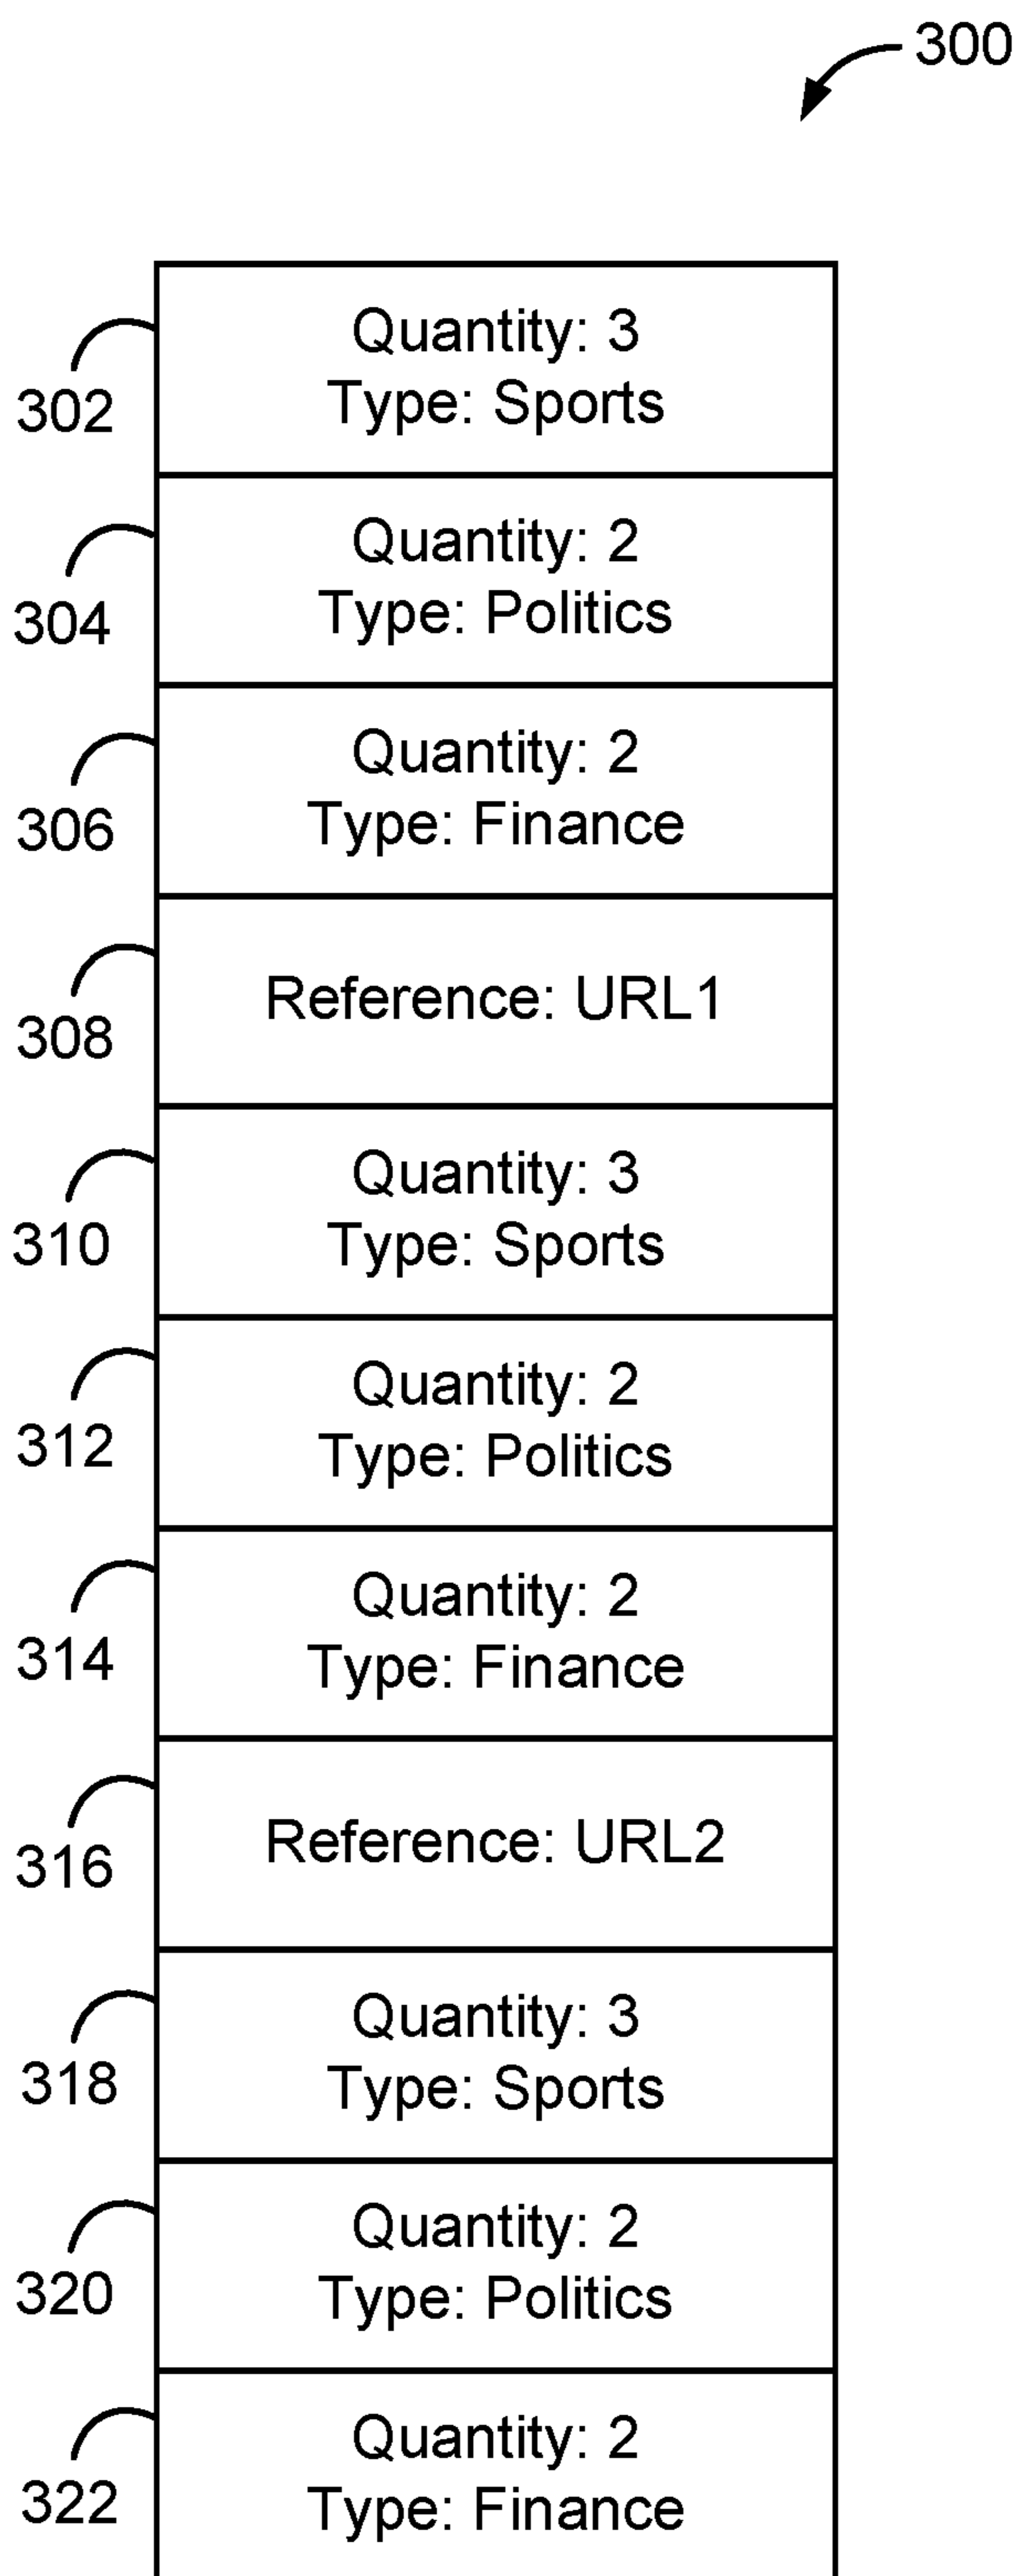 300
302
Quantity: 3
Type: Sports
304
Quantity: 2
Type: Politics
306
Quantity: 2
Type: Finance
308
Reference: URL1
310
Quantity: 3
Type: Sports
312
Quantity: 2
Type: Politics
314
Quantity: 2
Type: Finance
316
Reference: URL2
318
Quantity: 3
Type: Sports
320
Quantity: 2
Type: Politics
322
Quantity: 2
Type: Finance